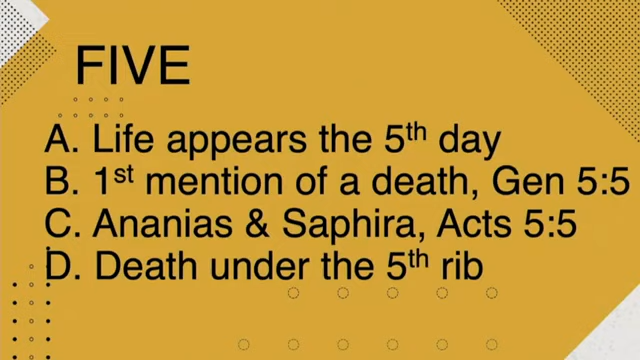 FIVE
A. Life appears the 5th day
B. 1st mention of a death, Gen 5:5
C. Ananias & Saphira, Acts 5:5
D. Death under the 5th rib